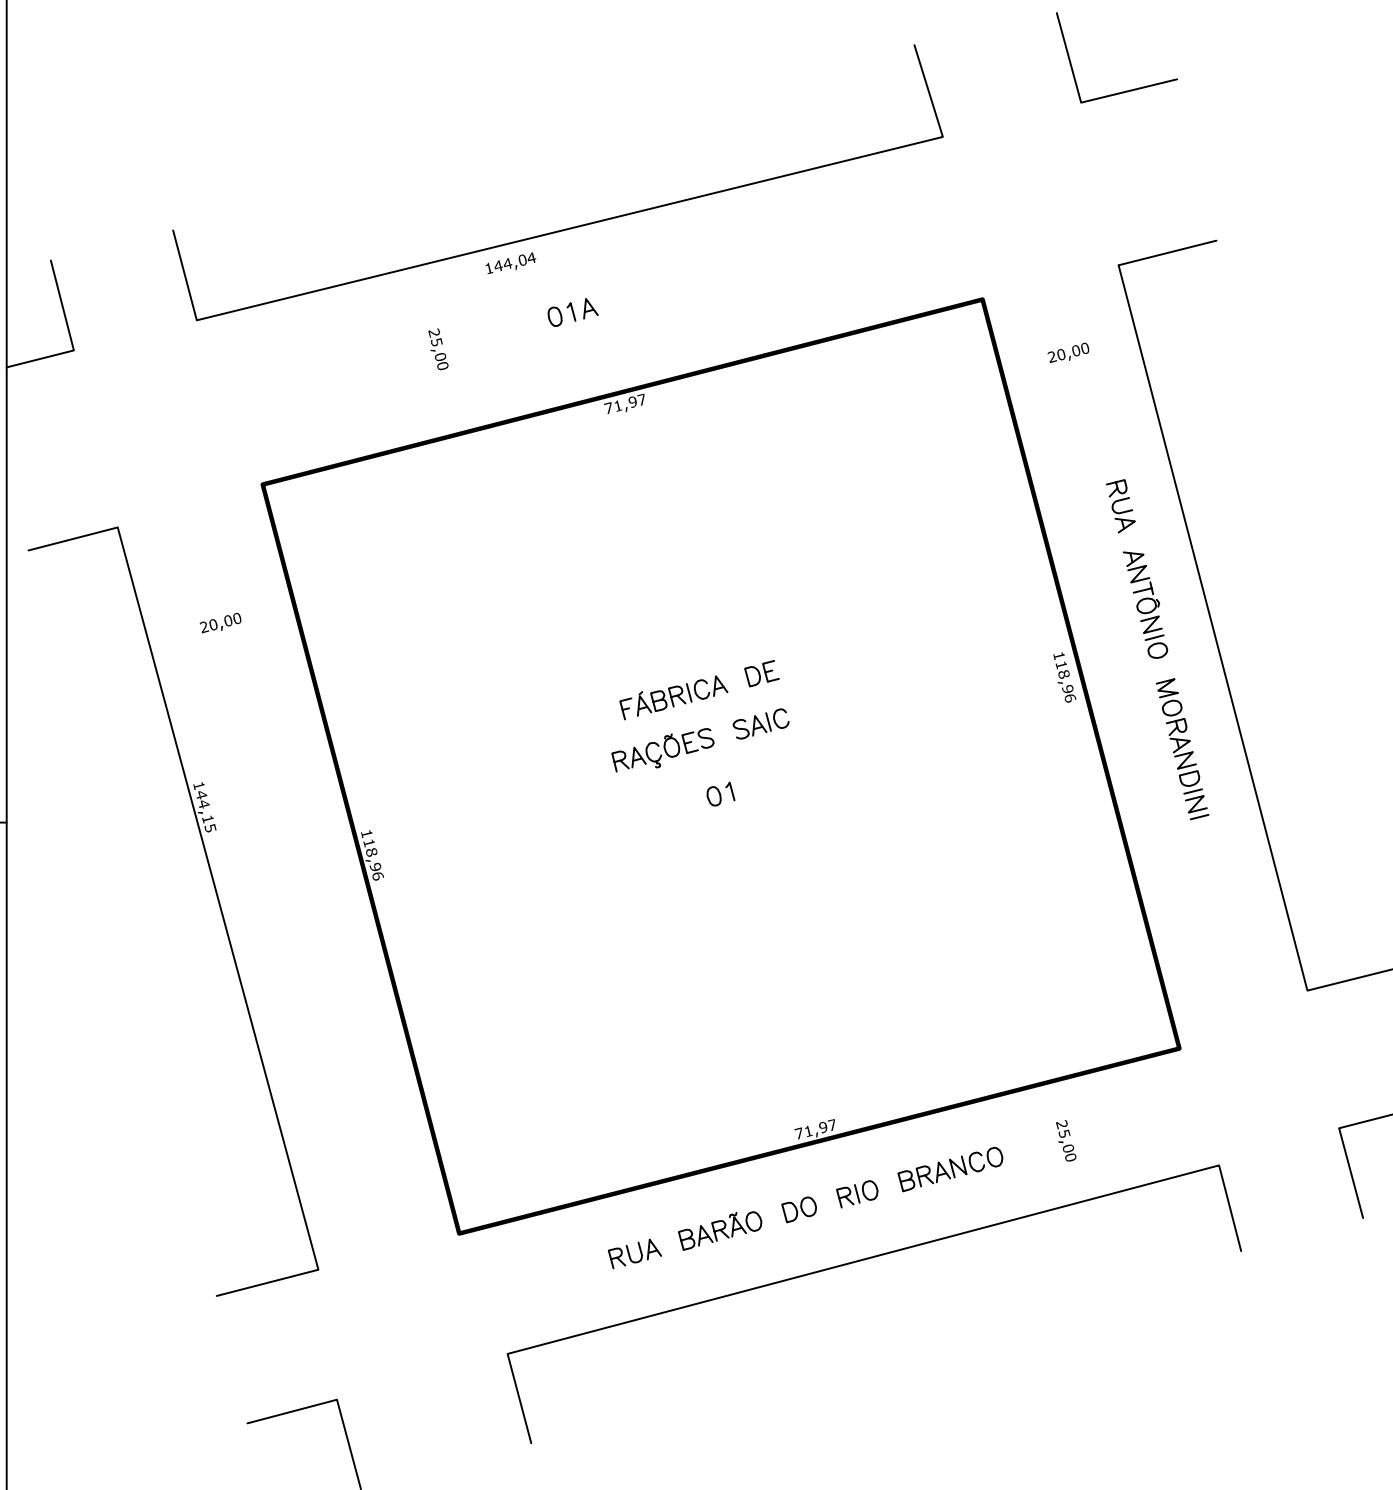 144,04
01A
25,00
71,97
20,00
RUA ANTÔNIO MORANDINI
20,00
FÁBRICA DE
RAÇÕES SAIC
01
118,96
144,15
118,96
71,97
25,00
RUA BARÃO DO RIO BRANCO